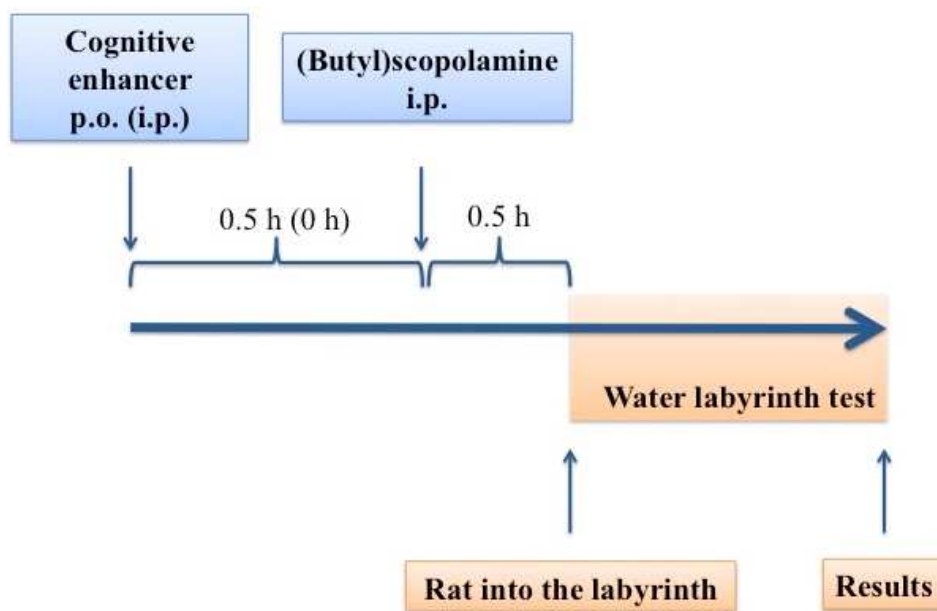 Cognitive
enhancer
p.o. (i.p.)
(Butyl)scopolamine
i.p.
0.5 h (0 h)
0.5 h
Water labyrinth test
Rat into the labyrinth
Results